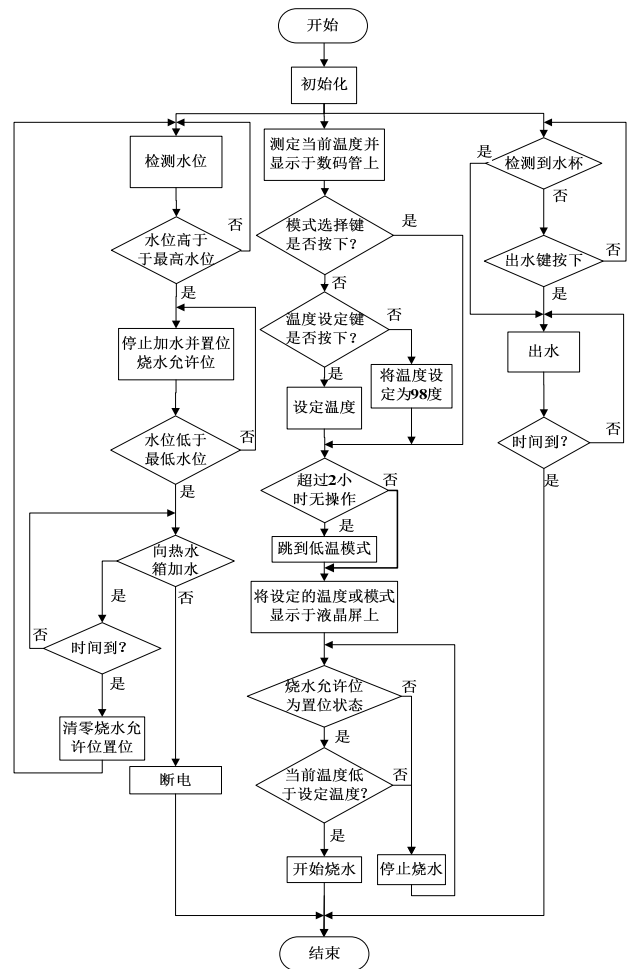 开始
初始化
检测水位
否
水位高于
于最高水位
是
停止加水并置位
烧水允许位
否
水位低于
最低水位
是
向热水
箱加水
是
否
否
时间到?
是
清零烧水允
许位置位
断电
测定当前温度并
显示于数码管上
是
模式选择键
是否按下?
否
温度设定键
是否按下?
否
是
设定温度
将温度设
定为98度
超过2小
时无操作
否
是
跳到低温模式
将设定的温度或模式
显示于液晶屏上
烧水允许位
为置位状态
否
是
当前温度低
于设定温度?
否
是
开始烧水
停止烧水
是
检测到水杯
否
出水键按下
否
是
出水
时间到?
否
是
结束